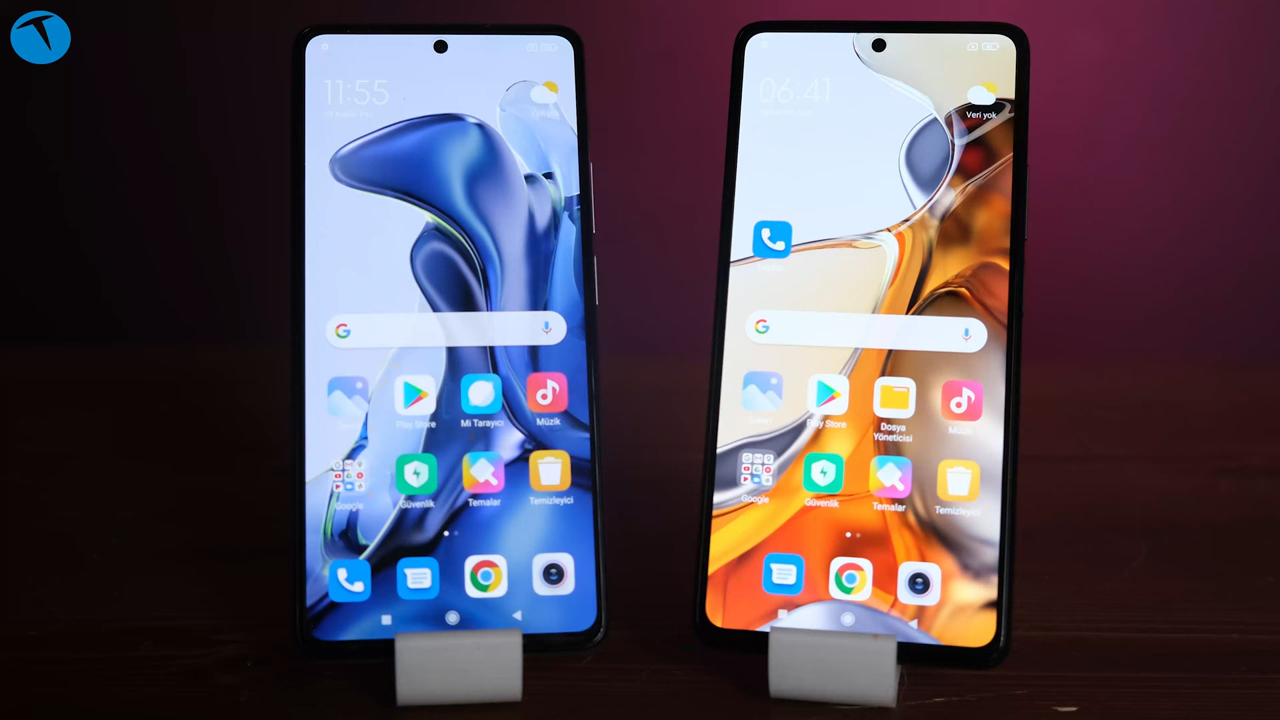 11:55
Play Store
Mi Tarayıcı
Müzik
Google
Güvenlik
Temalar
Temizleyici
06:41
Veri yok
Play Store
Dosya
Yöneticisi
Müzik
Google
Güvenlik
Temalar
Temizleyici